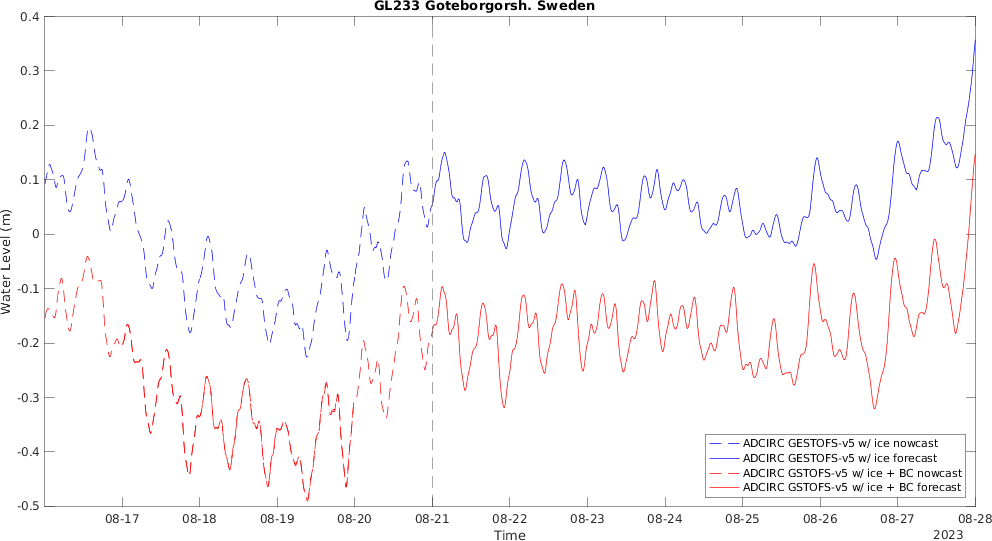 GL233 Goteborgorsh. Sweden
0.4
0.3
0.2
0.1
0
-0.1
-0.2
-0.3
-0.4
-0.5
Water Level (m)
ADCIRC GESTOFS-v5 w/ ice nowcast
ADCIRC GESTOFS-v5 w/ ice forecast
ADCIRC GSTOFS-v5 w/ ice + BC nowcast
ADCIRC GSTOFS-v5 w/ ice + BC forecast
08-17 08-18 08-19 08-20 08-21 08-22 08-23 08-24 08-25 08-26 08-27 08-28
Time
2023